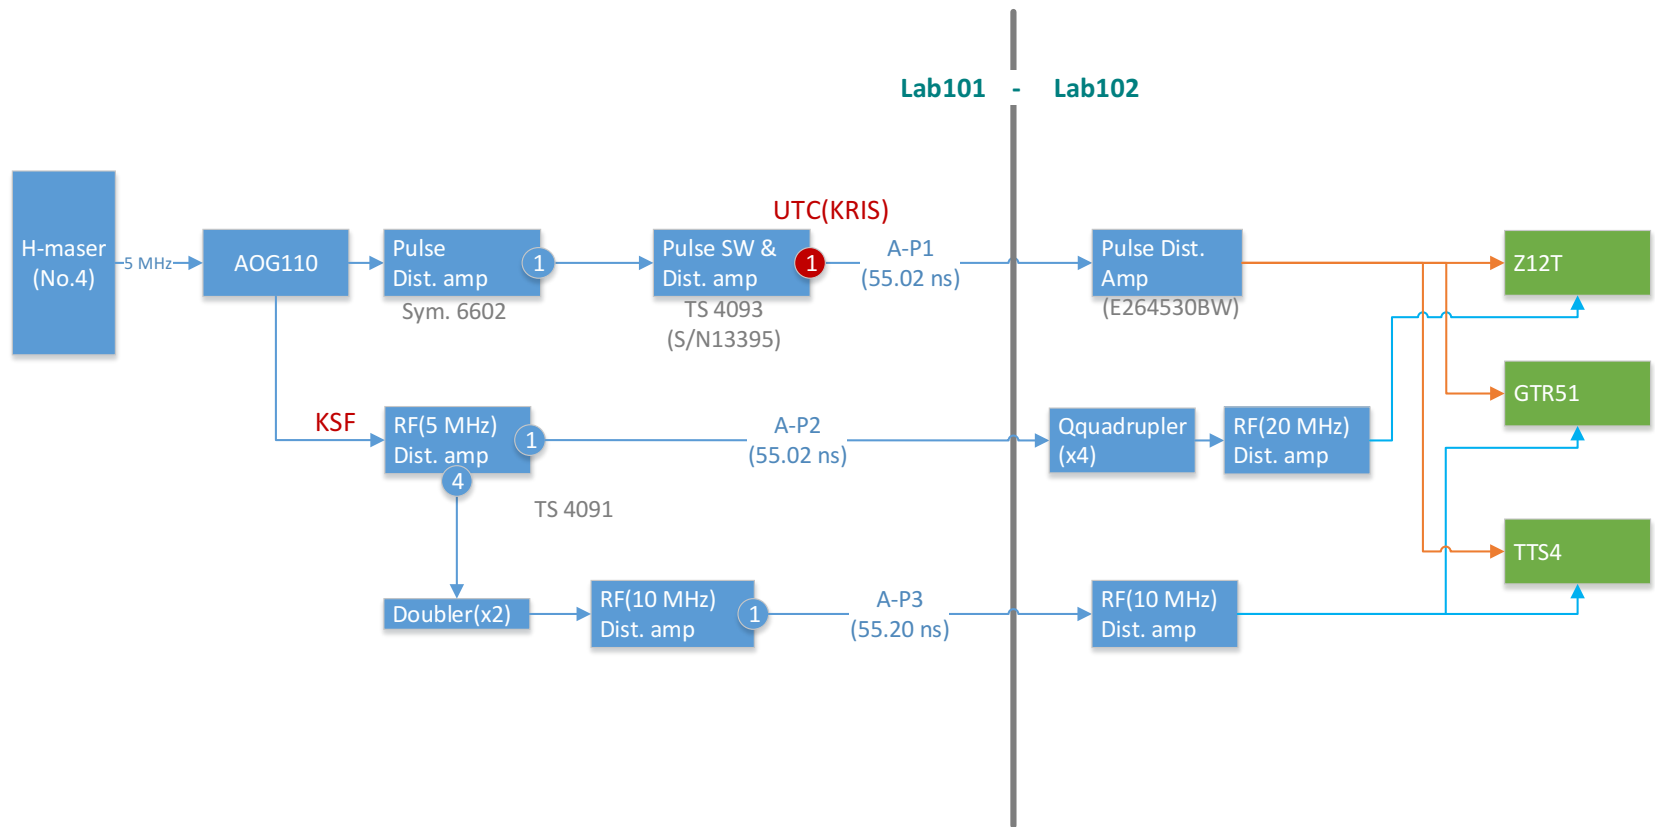 Lab101 - Lab102
UTC(KRIS)
H-maser
(No.4)
5 MHz
AOG110
Pulse
Dist. amp
1
Sym. 6602
Pulse SW &
Dist. amp
1
TS 4093
(S/N13395)
A-P1
(55.02 ns)
Pulse Dist.
Amp
(E264530BW)
Z12T
GTR51
KSF
RF(5 MHz)
Dist. amp
1
4
TS 4091
A-P2
(55.02 ns)
Qquadrupler
(x4)
RF(20 MHz)
Dist. amp
TTS4
Doubler(x2)
RF(10 MHz)
Dist. amp
1
A-P3
(55.20 ns)
RF(10 MHz)
Dist. amp